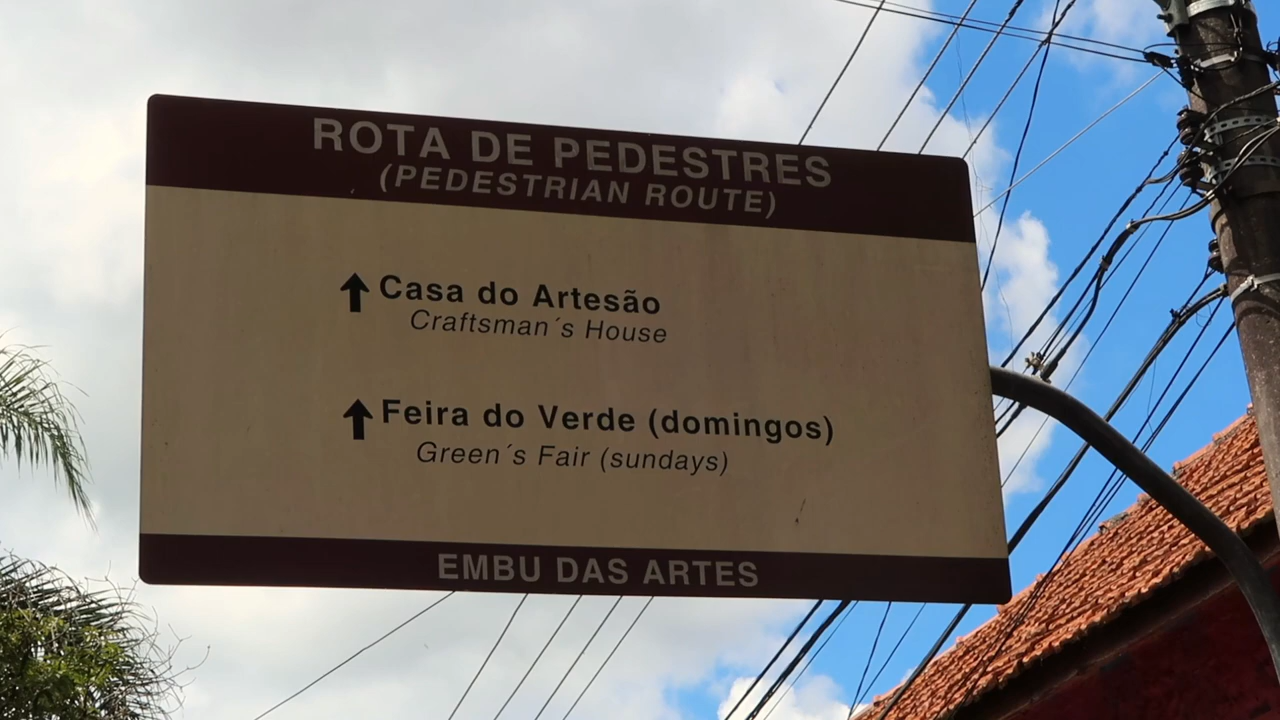 ROTA DE PEDESTRES
(PEDESTRIAN ROUTE)
Casa do Artesão
Craftsman´s House
Feira do Verde (domingos)
Green´s Fair (sundays)
EMBU DAS ARTES